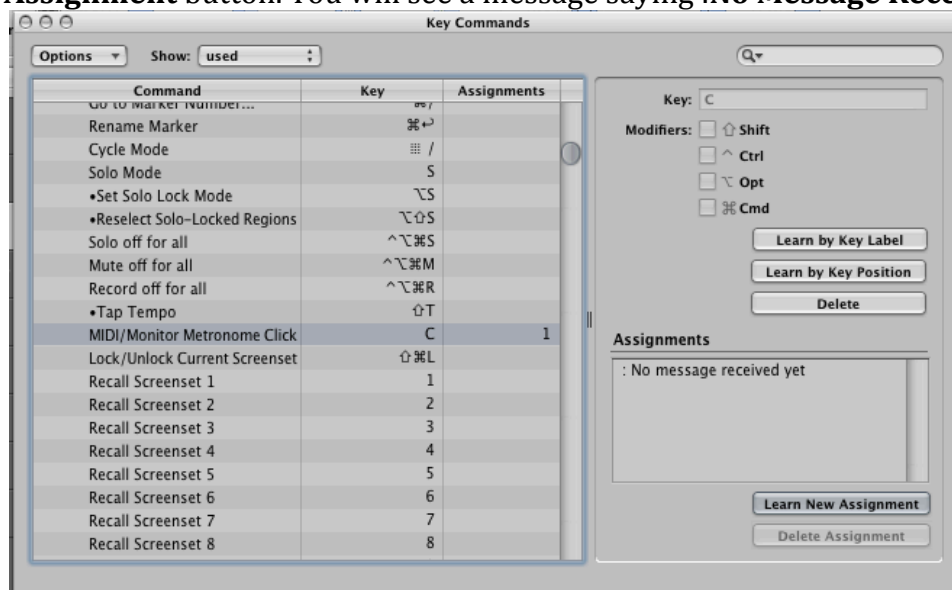 Assignment button. You will see a message saying :No Message Rece
Key Commands
Options Show: used
Command Key Assignments
Go to Marker Number... ⌘/
Rename Marker ⌘↩
Cycle Mode ⌨ /
Solo Mode S
•Set Solo Lock Mode ⌥S
•Reselect Solo-Locked Regions ⌥⇧S
Solo off for all ^⌥⌘S
Mute off for all ^⌥⌘M
Record off for all ^⌥⌘R
•Tap Tempo ⇧T
MIDI/Monitor Metronome Click C 1
Lock/Unlock Current Screenset ⇧⌘L
Recall Screenset 1 1
Recall Screenset 2 2
Recall Screenset 3 3
Recall Screenset 4 4
Recall Screenset 5 5
Recall Screenset 6 6
Recall Screenset 7 7
Recall Screenset 8 8
Key: C
Modifiers: ⇧ Shift
^ Ctrl
⌥ Opt
⌘ Cmd
Learn by Key Label
Learn by Key Position
Delete
Assignments
: No message received yet
Learn New Assignment
Delete Assignment